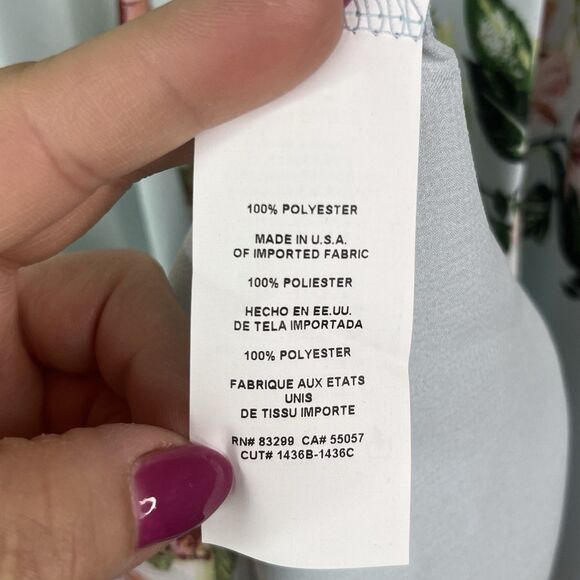 100% POLYESTER
MADE IN U.S.A.
OF IMPORTED FABRIC
100% POLIESTER
HECHO EN EE.UU.
DE TELA IMPORTADA
100% POLYESTER
FABRIQUE AUX ETATS
UNIS
DE TISSU IMPORTE
RN# 83299 CA# 55057
CUT# 1436B-1436C